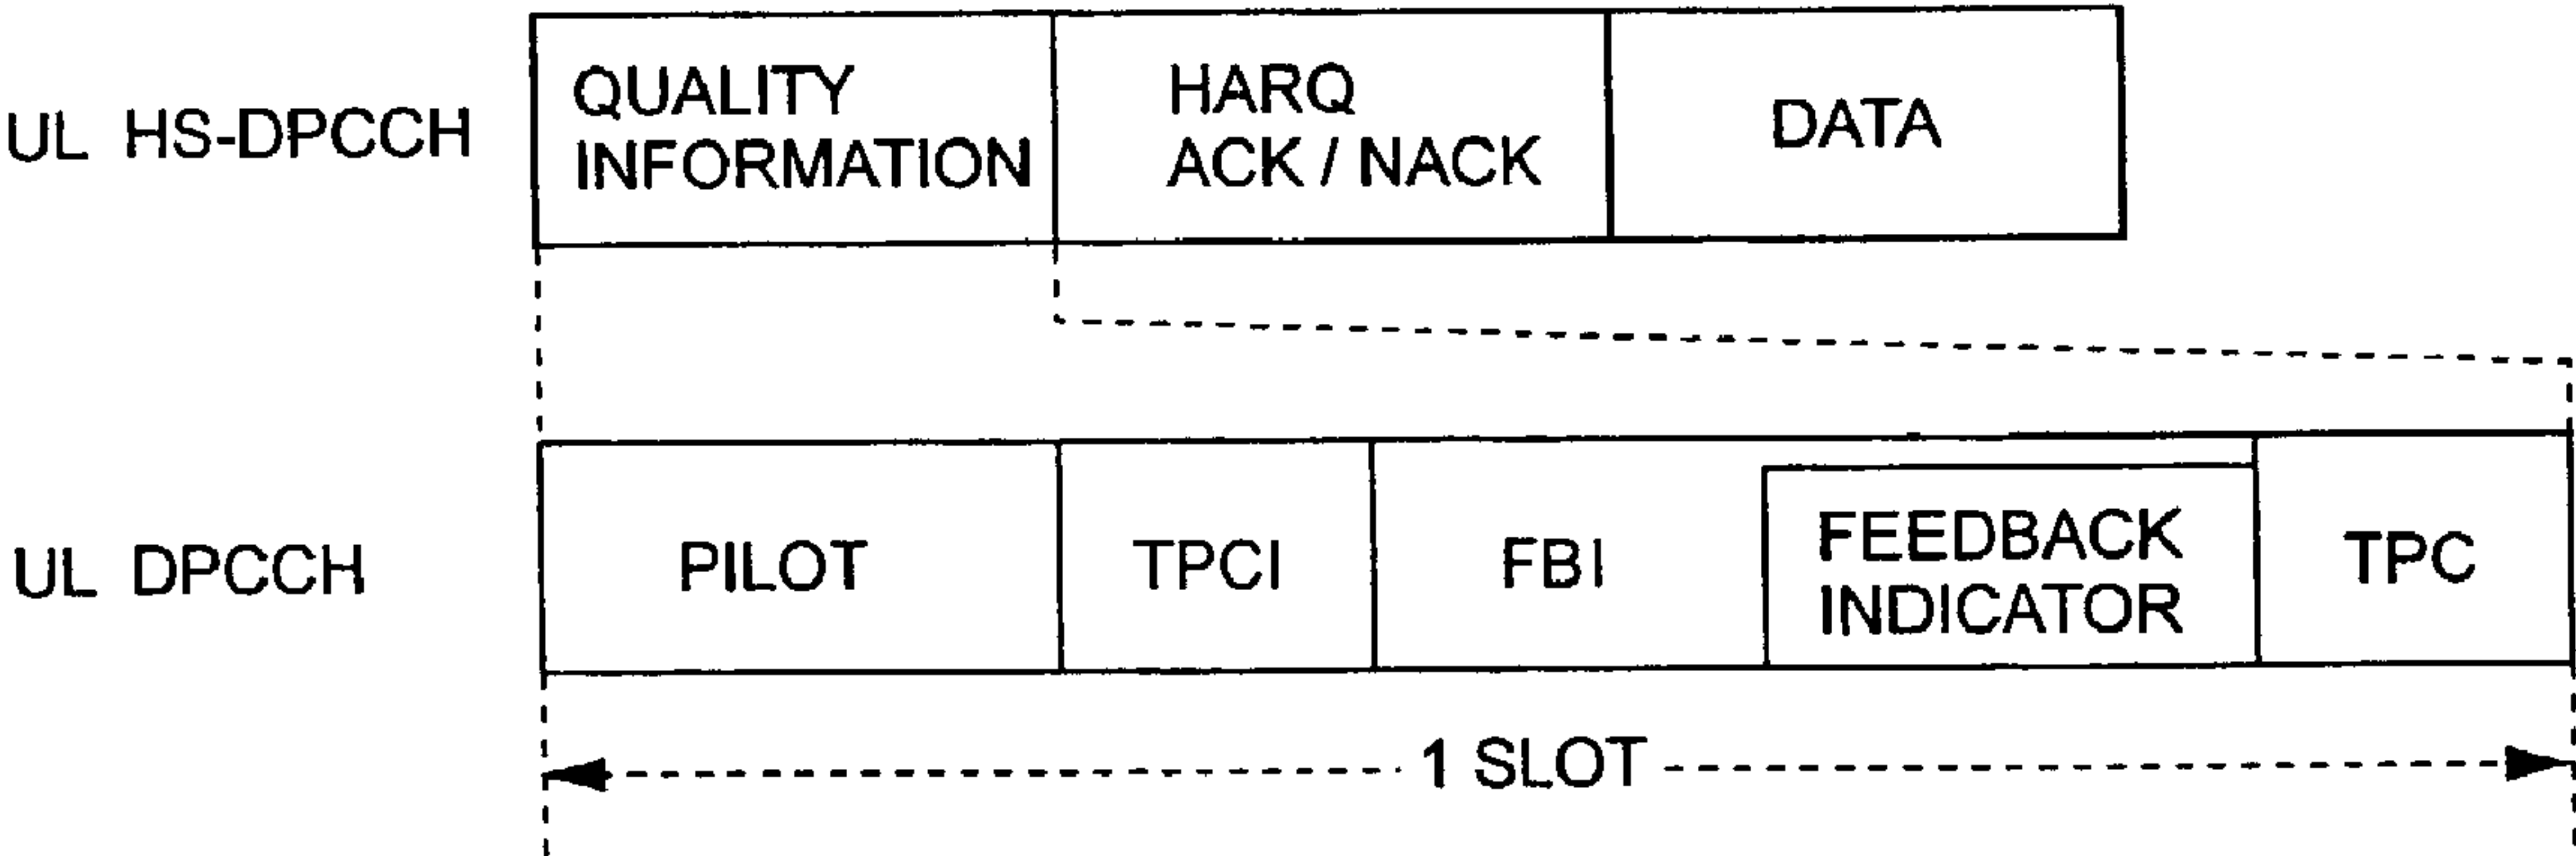 UL HS-DPCCH
QUALITY
INFORMATION
HARQ
ACK / NACK
DATA
UL DPCCH
PILOT
TPCI
FBI
FEEDBACK
INDICATOR
TPC
1 SLOT